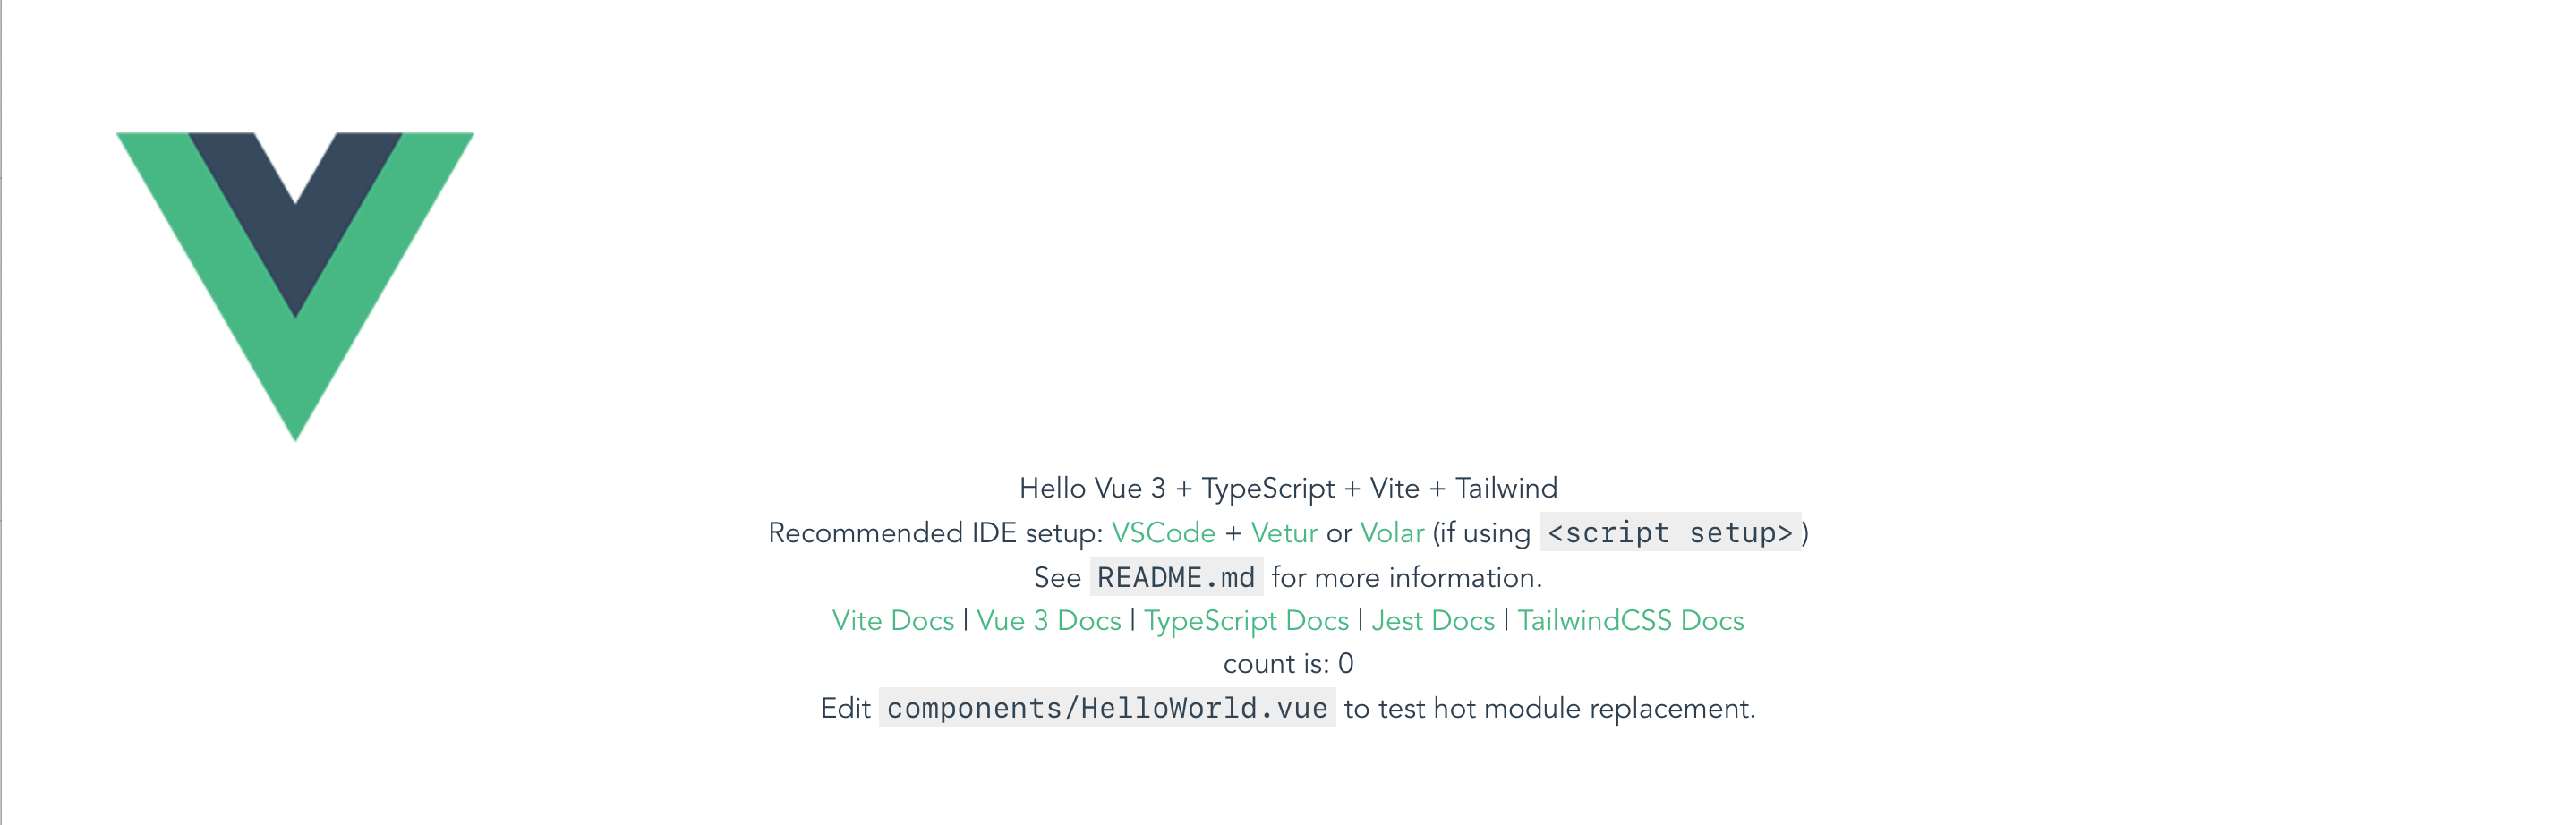 Hello Vue 3 + TypeScript + Vite + Tailwind
Recommended IDE setup: VSCode + Vetur or Volar (if using <script setup>)
See README.md for more information.
Vite Docs | Vue 3 Docs | TypeScript Docs | Jest Docs | TailwindCSS Docs
count is: 0
Edit components/HelloWorld.vue to test hot module replacement.